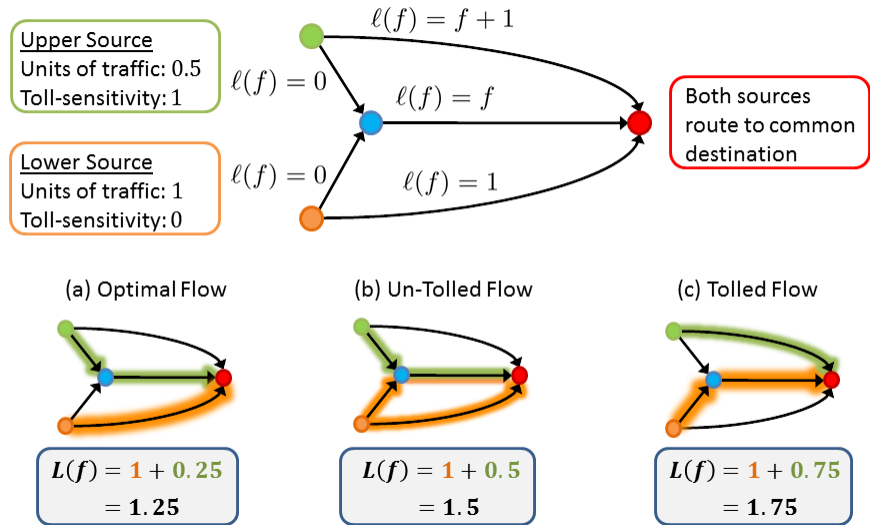 Upper Source
Units of traffic: 0.5
Toll-sensitivity: 1
Lower Source
Units of traffic: 1
Toll-sensitivity: 0
ℓ(f) = f + 1
ℓ(f) = 0
ℓ(f) = f
ℓ(f) = 0
ℓ(f) = 1
Both sources
route to common
destination
(a) Optimal Flow
(b) Un-Tolled Flow
(c) Tolled Flow
L(f) = 1 + 0.25
= 1.25
L(f) = 1 + 0.5
= 1.5
L(f) = 1 + 0.75
= 1.75